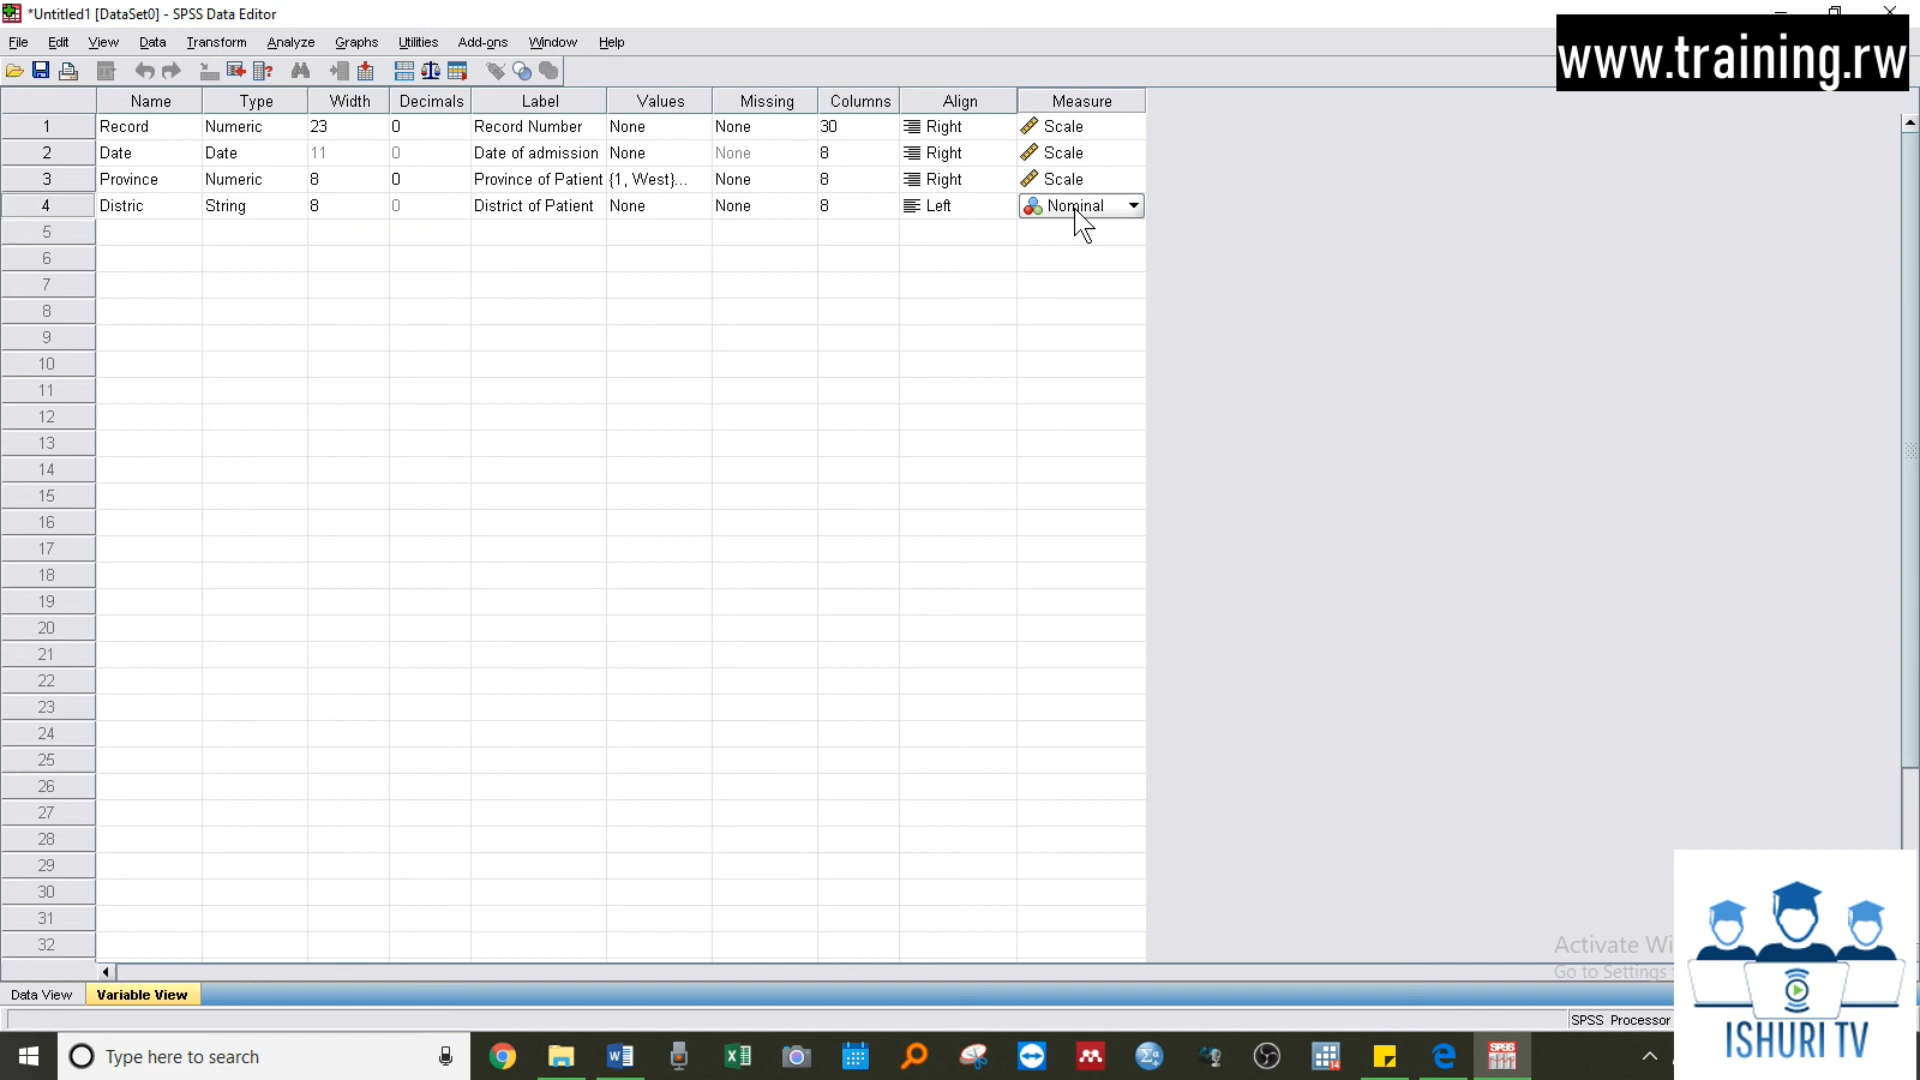 *Untitled1 [DataSet0] - SPSS Data Editor
File Edit View Data Transform Analyze Graphs Utilities Add-ons Window Help
www.training.rw
Name Type Width Decimals Label Values Missing Columns Align Measure
1 Record Numeric 23 0 Record Number None None 30 Right Scale
2 Date Date 11 0 Date of admission None None 8 Right Scale
3 Province Numeric 8 0 Province of Patient {1, West}... None 8 Right Scale
4 Distric String 8 0 District of Patient None None 8 Left Nominal
5
6
7
8
9
10
11
12
13
14
15
16
17
18
19
20
21
22
23
24
25
26
27
28
29
30
31
32
Activate Wi
Go to Settings
Data View Variable View
SPSS Processor
ISHURI TV
Type here to search
14
SPSS